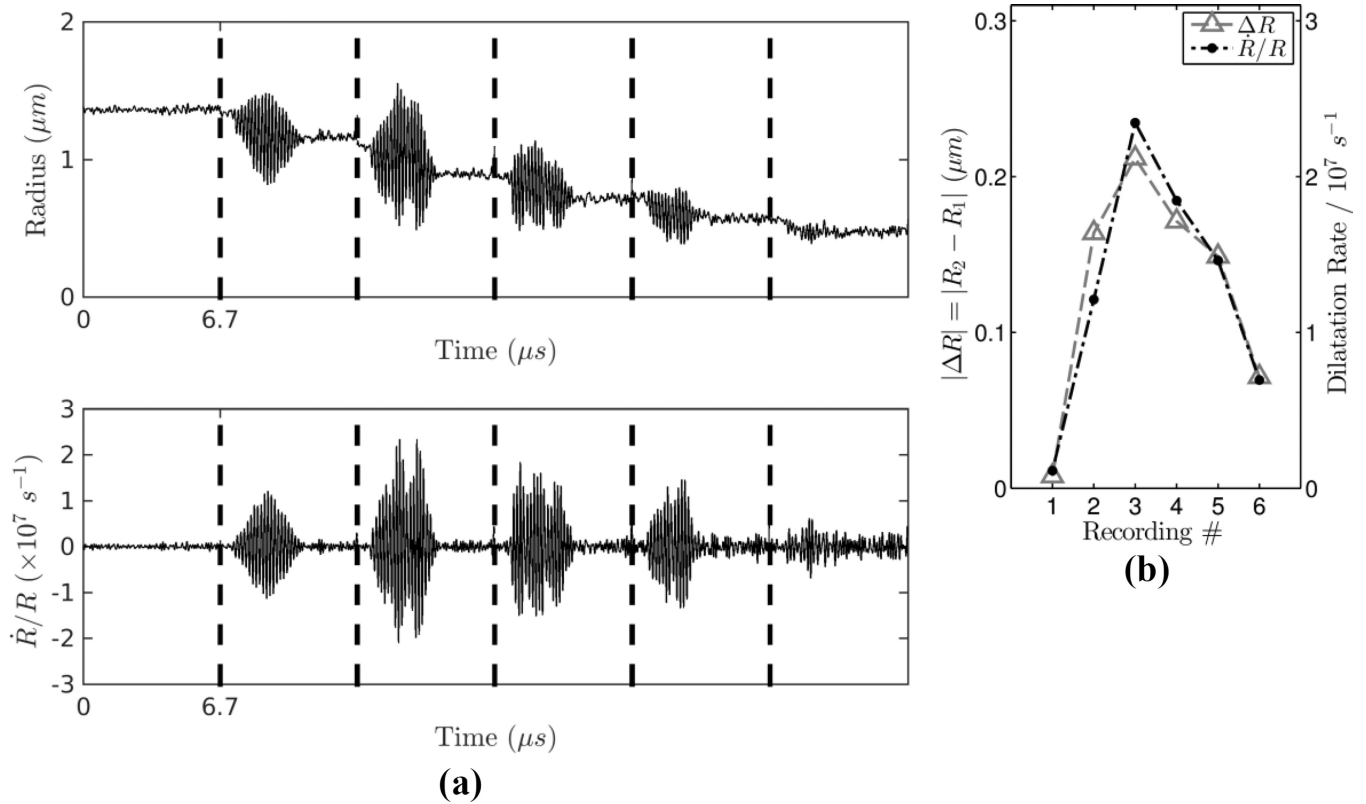 2
1
0
Radius (μm)
0
6.7
Time (μs)
3
2
1
0
-1
-2
-3
Ṙ/R (×10⁷ s⁻¹)
0
6.7
Time (μs)
(a)
0.3
0.2
0.1
0
|ΔR| = |R₂ − R₁| (μm)
ΔR
Ṙ/R
3
2
1
0
Dilatation Rate / 10⁷ s⁻¹
1 2 3 4 5 6
Recording #
(b)